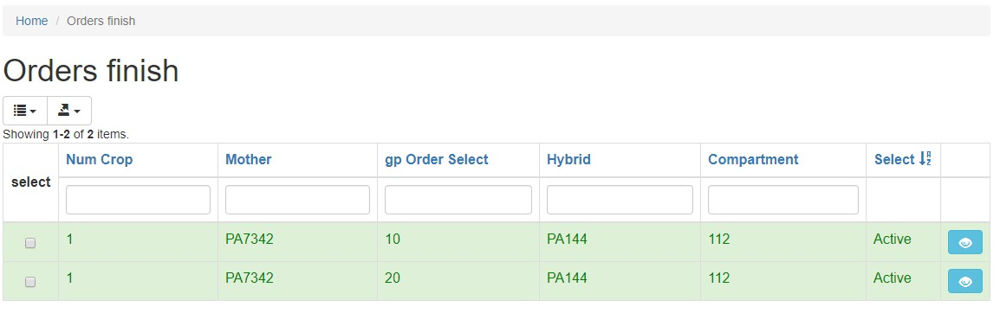 Home / Orders finish
Orders finish
Showing 1-2 of 2 items.
select Num Crop Mother gp Order Select Hybrid Compartment Select
1 PA7342 10 PA144 112 Active
1 PA7342 20 PA144 112 Active